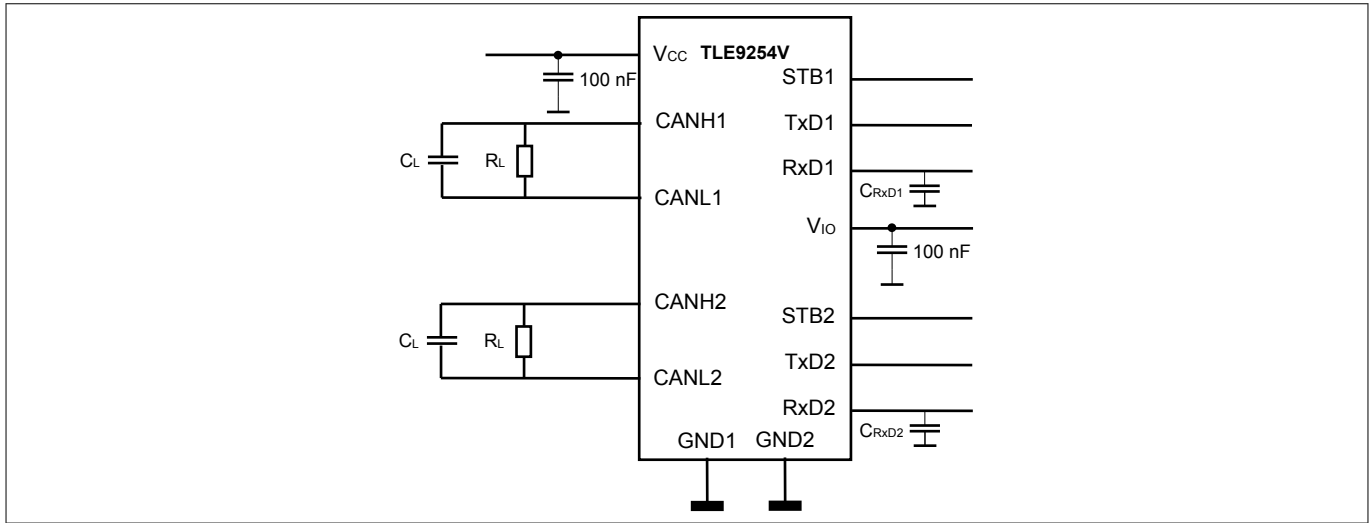 VCC TLE9254V
100 nF
STB1
CANH1
TxD1
CL
RL
RxD1
CRxD1
CANL1
VIO
100 nF
CANH2
STB2
CL
RL
TxD2
CANL2
RxD2
CRxD2
GND1 GND2